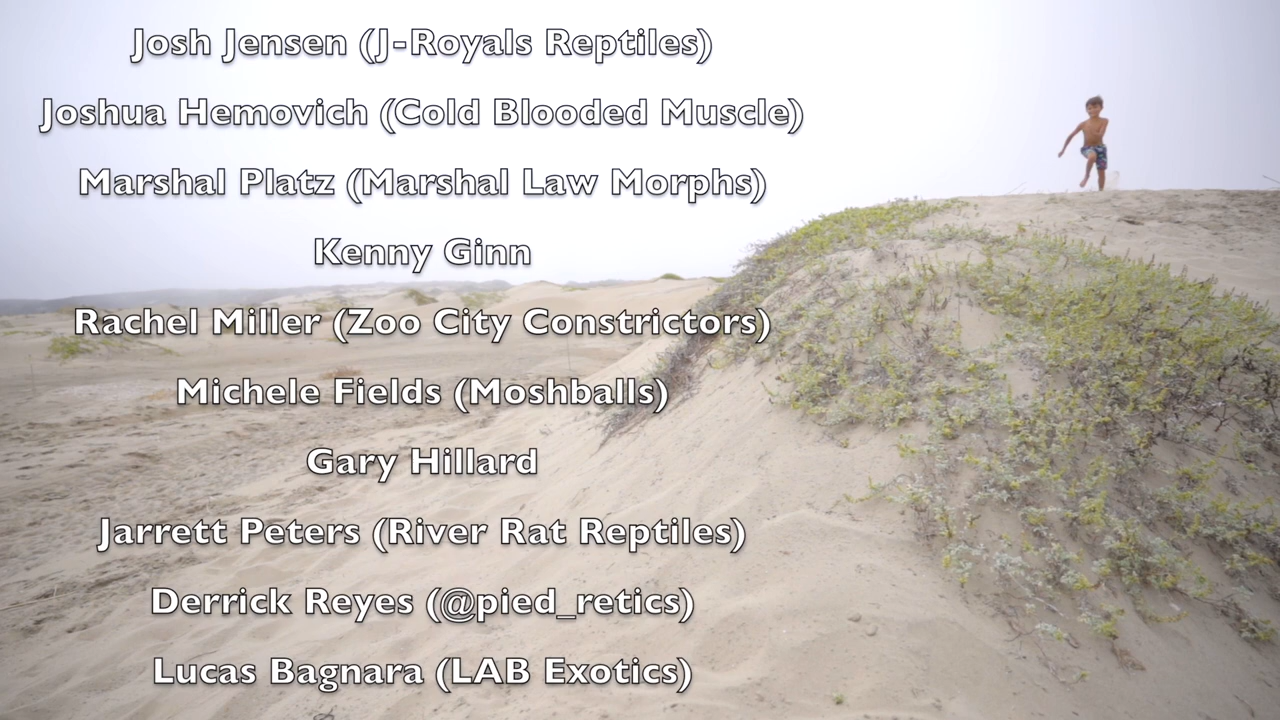 Josh Jensen (J-Royals Reptiles)
Joshua Hemovich (Cold Blooded Muscle)
Marshal Platz (Marshal Law Morphs)
Kenny Ginn
Rachel Miller (Zoo City Constrictors)
Michele Fields (Moshballs)
Gary Hillard
Jarrett Peters (River Rat Reptiles)
Derrick Reyes (@pied_retics)
Lucas Bagnara (LAB Exotics)